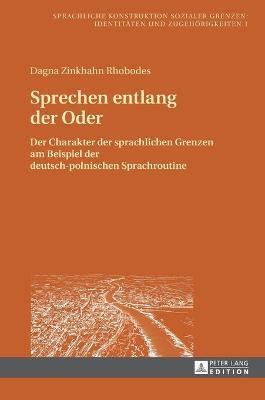 SPRACHLICHE KONSTRUKTION SOZIALER GRENZEN:
IDENTITÄTEN UND ZUGEHÖRIGKEITEN 1
Dagna Zinkhahn Rhobodes
Sprechen entlang
der Oder
Der Charakter der sprachlichen Grenzen
am Beispiel der
deutsch-polnischen Sprachroutine
PETER LANG
EDITION